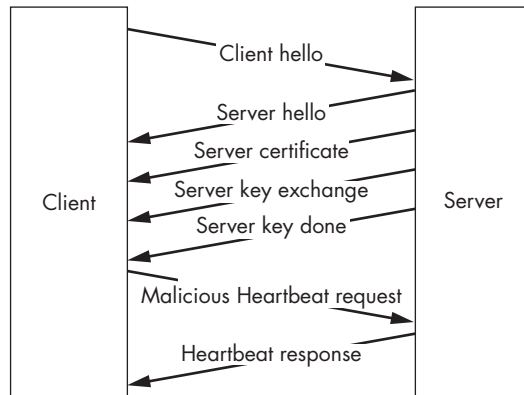 Client hello
Server hello
Server certificate
Server key exchange
Server key done
Malicious Heartbeat request
Heartbeat response
Client
Server